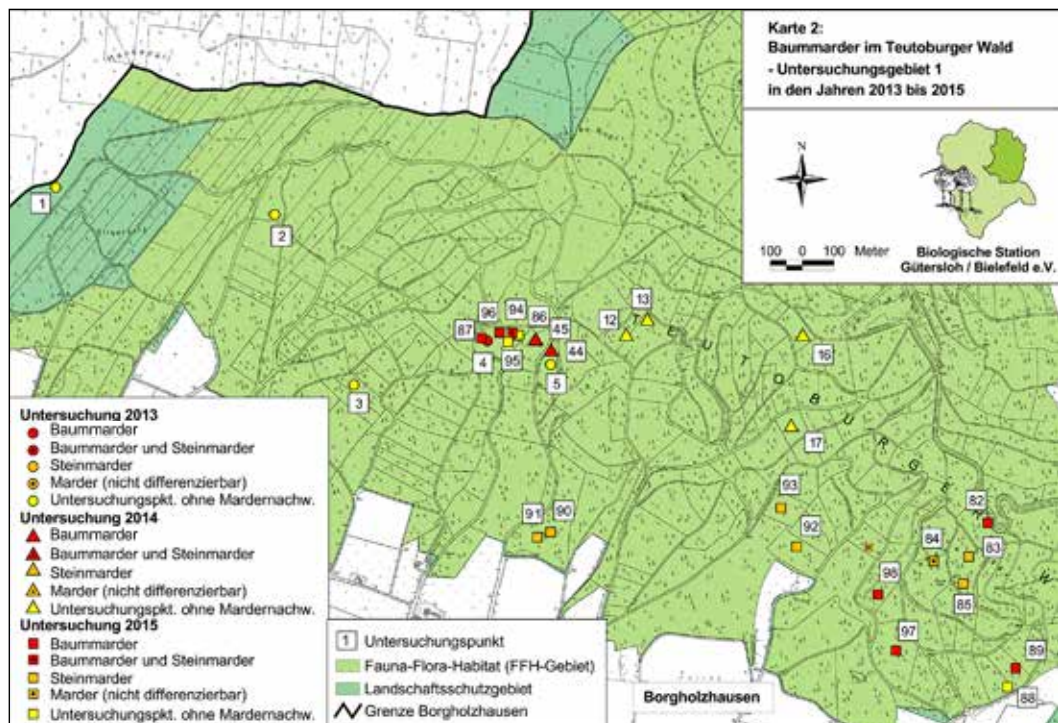 Karte 2:
Baummarder im Teutoburger Wald
- Untersuchungsgebiet 1
in den Jahren 2013 bis 2015
N
100 0 100 Meter
Biologische Station
Gütersloh / Bielefeld e.V.
1
2
3
87
96
94
86
45
44
4
95
5
12
13
16
17
T E U T O B U R G E R W
93
92
91
90
82
84
83
98
85
97
89
88
Borgholzhausen
Untersuchung 2013
Baummarder
Baummarder und Steinmarder
Steinmarder
Marder (nicht differenzierbar)
Untersuchungspkt. ohne Mardernachw.
Untersuchung 2014
Baummarder
Baummarder und Steinmarder
Steinmarder
Marder (nicht differenzierbar)
Untersuchungspkt. ohne Mardernachw.
Untersuchung 2015
Baummarder
Baummarder und Steinmarder
Steinmarder
Marder (nicht differenzierbar)
Untersuchungspkt. ohne Mardernachw.
1 Untersuchungspunkt
Fauna-Flora-Habitat (FFH-Gebiet)
Landschaftsschutzgebiet
Grenze Borgholzhausen